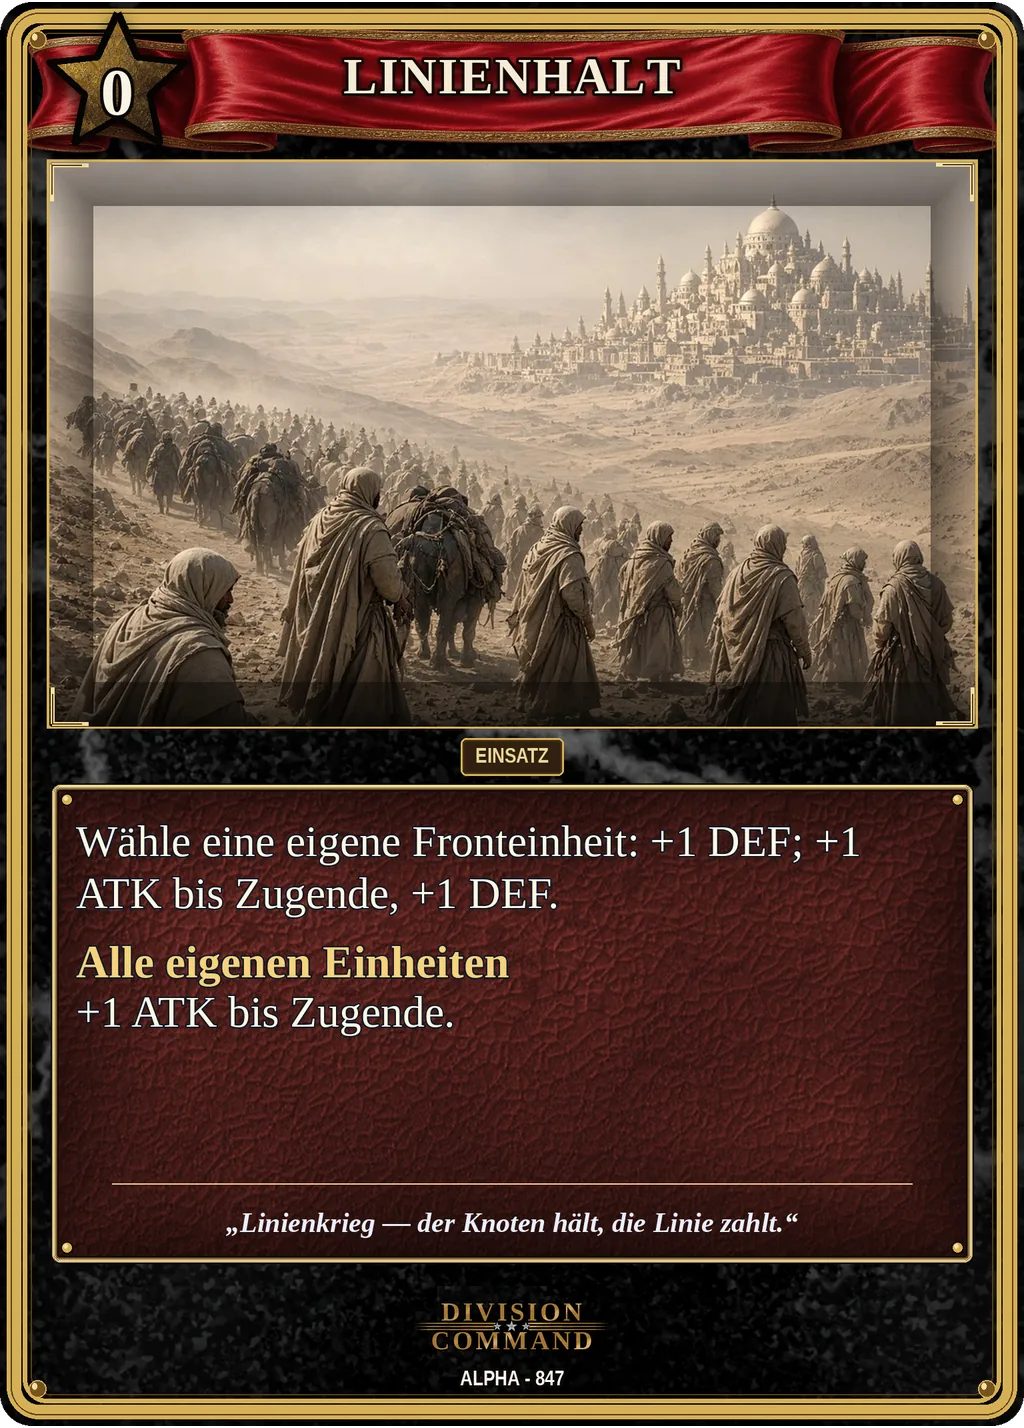 0
LINIENHALT
EINSATZ
Wähle eine eigene Fronteinheit: +1 DEF; +1
ATK bis Zugende, +1 DEF.
Alle eigenen Einheiten
+1 ATK bis Zugende.
„Linienkrieg — der Knoten hält, die Linie zahlt.“
DIVISION
COMMAND
ALPHA - 847